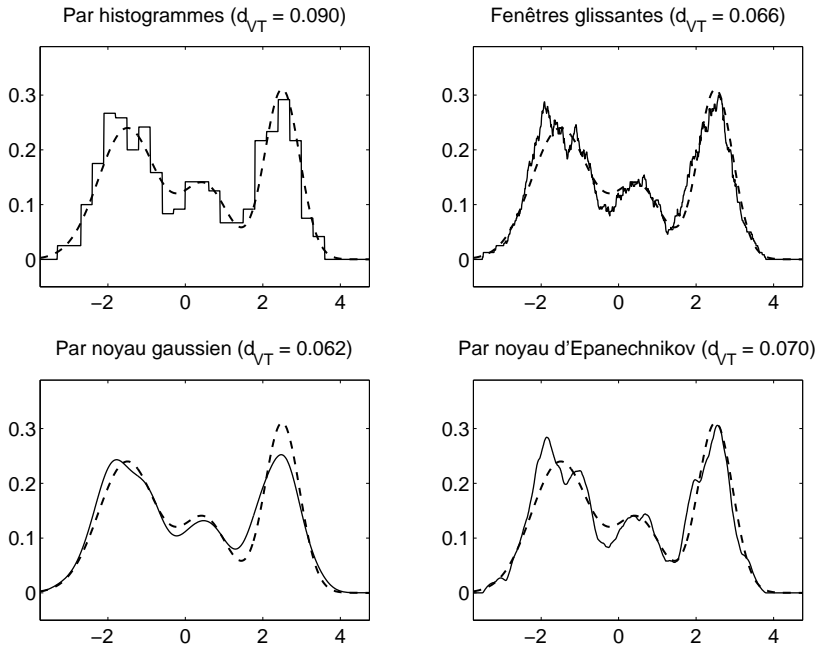 Par histogrammes (d_VT = 0.090)
0.3
0.2
0.1
0
−2 0 2 4
Fenêtres glissantes (d_VT = 0.066)
0.3
0.2
0.1
0
−2 0 2 4
Par noyau gaussien (d_VT = 0.062)
0.3
0.2
0.1
0
−2 0 2 4
Par noyau d'Epanechnikov (d_VT = 0.070)
0.3
0.2
0.1
0
−2 0 2 4